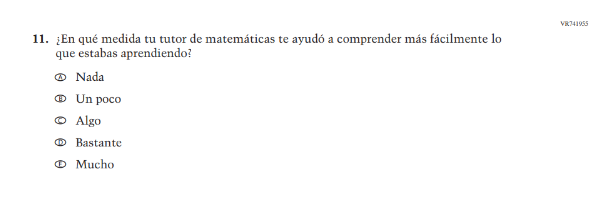 VR741955
11. ¿En qué medida tu tutor de matemáticas te ayudó a comprender más fácilmente lo
que estabas aprendiendo?
A Nada
B Un poco
C Algo
D Bastante
E Mucho